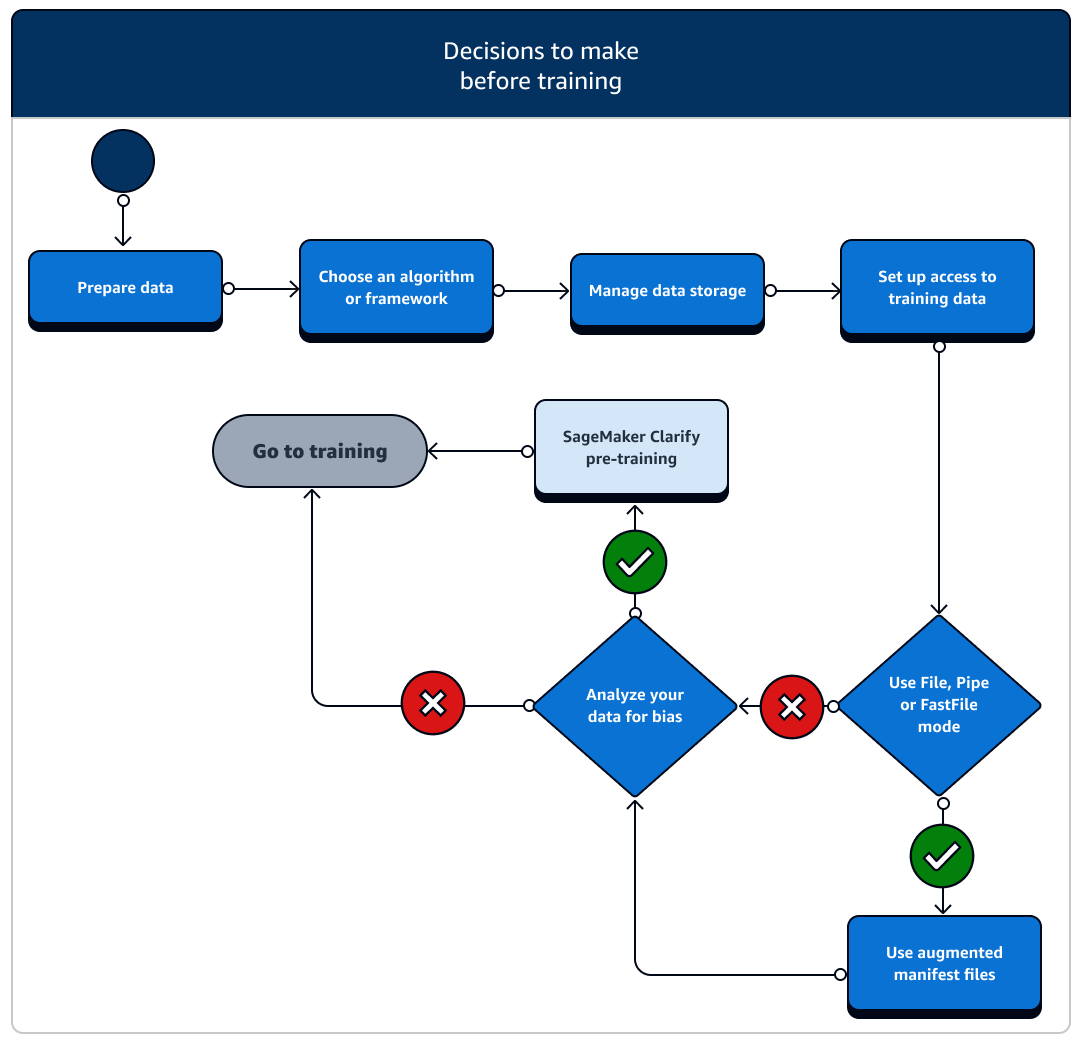 Decisions to make
before training
Prepare data
Choose an algorithm
or framework
Manage data storage
Set up access to
training data
Go to training
SageMaker Clarify
pre-training
Analyze your
data for bias
Use File, Pipe
or FastFile
mode
Use augmented
manifest files